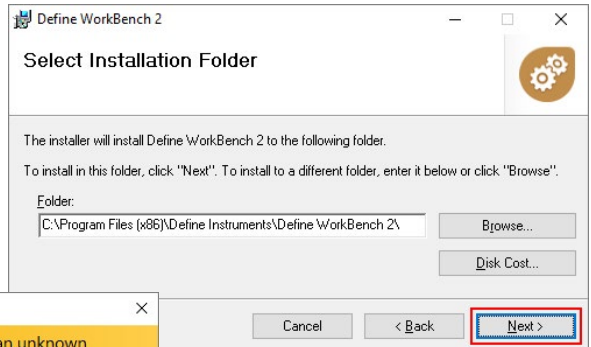 Define WorkBench 2
Select Installation Folder
The installer will install Define WorkBench 2 to the following folder.
To install in this folder, click "Next". To install to a different folder, enter it below or click "Browse".
Folder:
C:\Program Files (x86)\Define Instruments\Define WorkBench 2\
Browse...
Disk Cost...
Cancel
< Back
Next >
an unknown